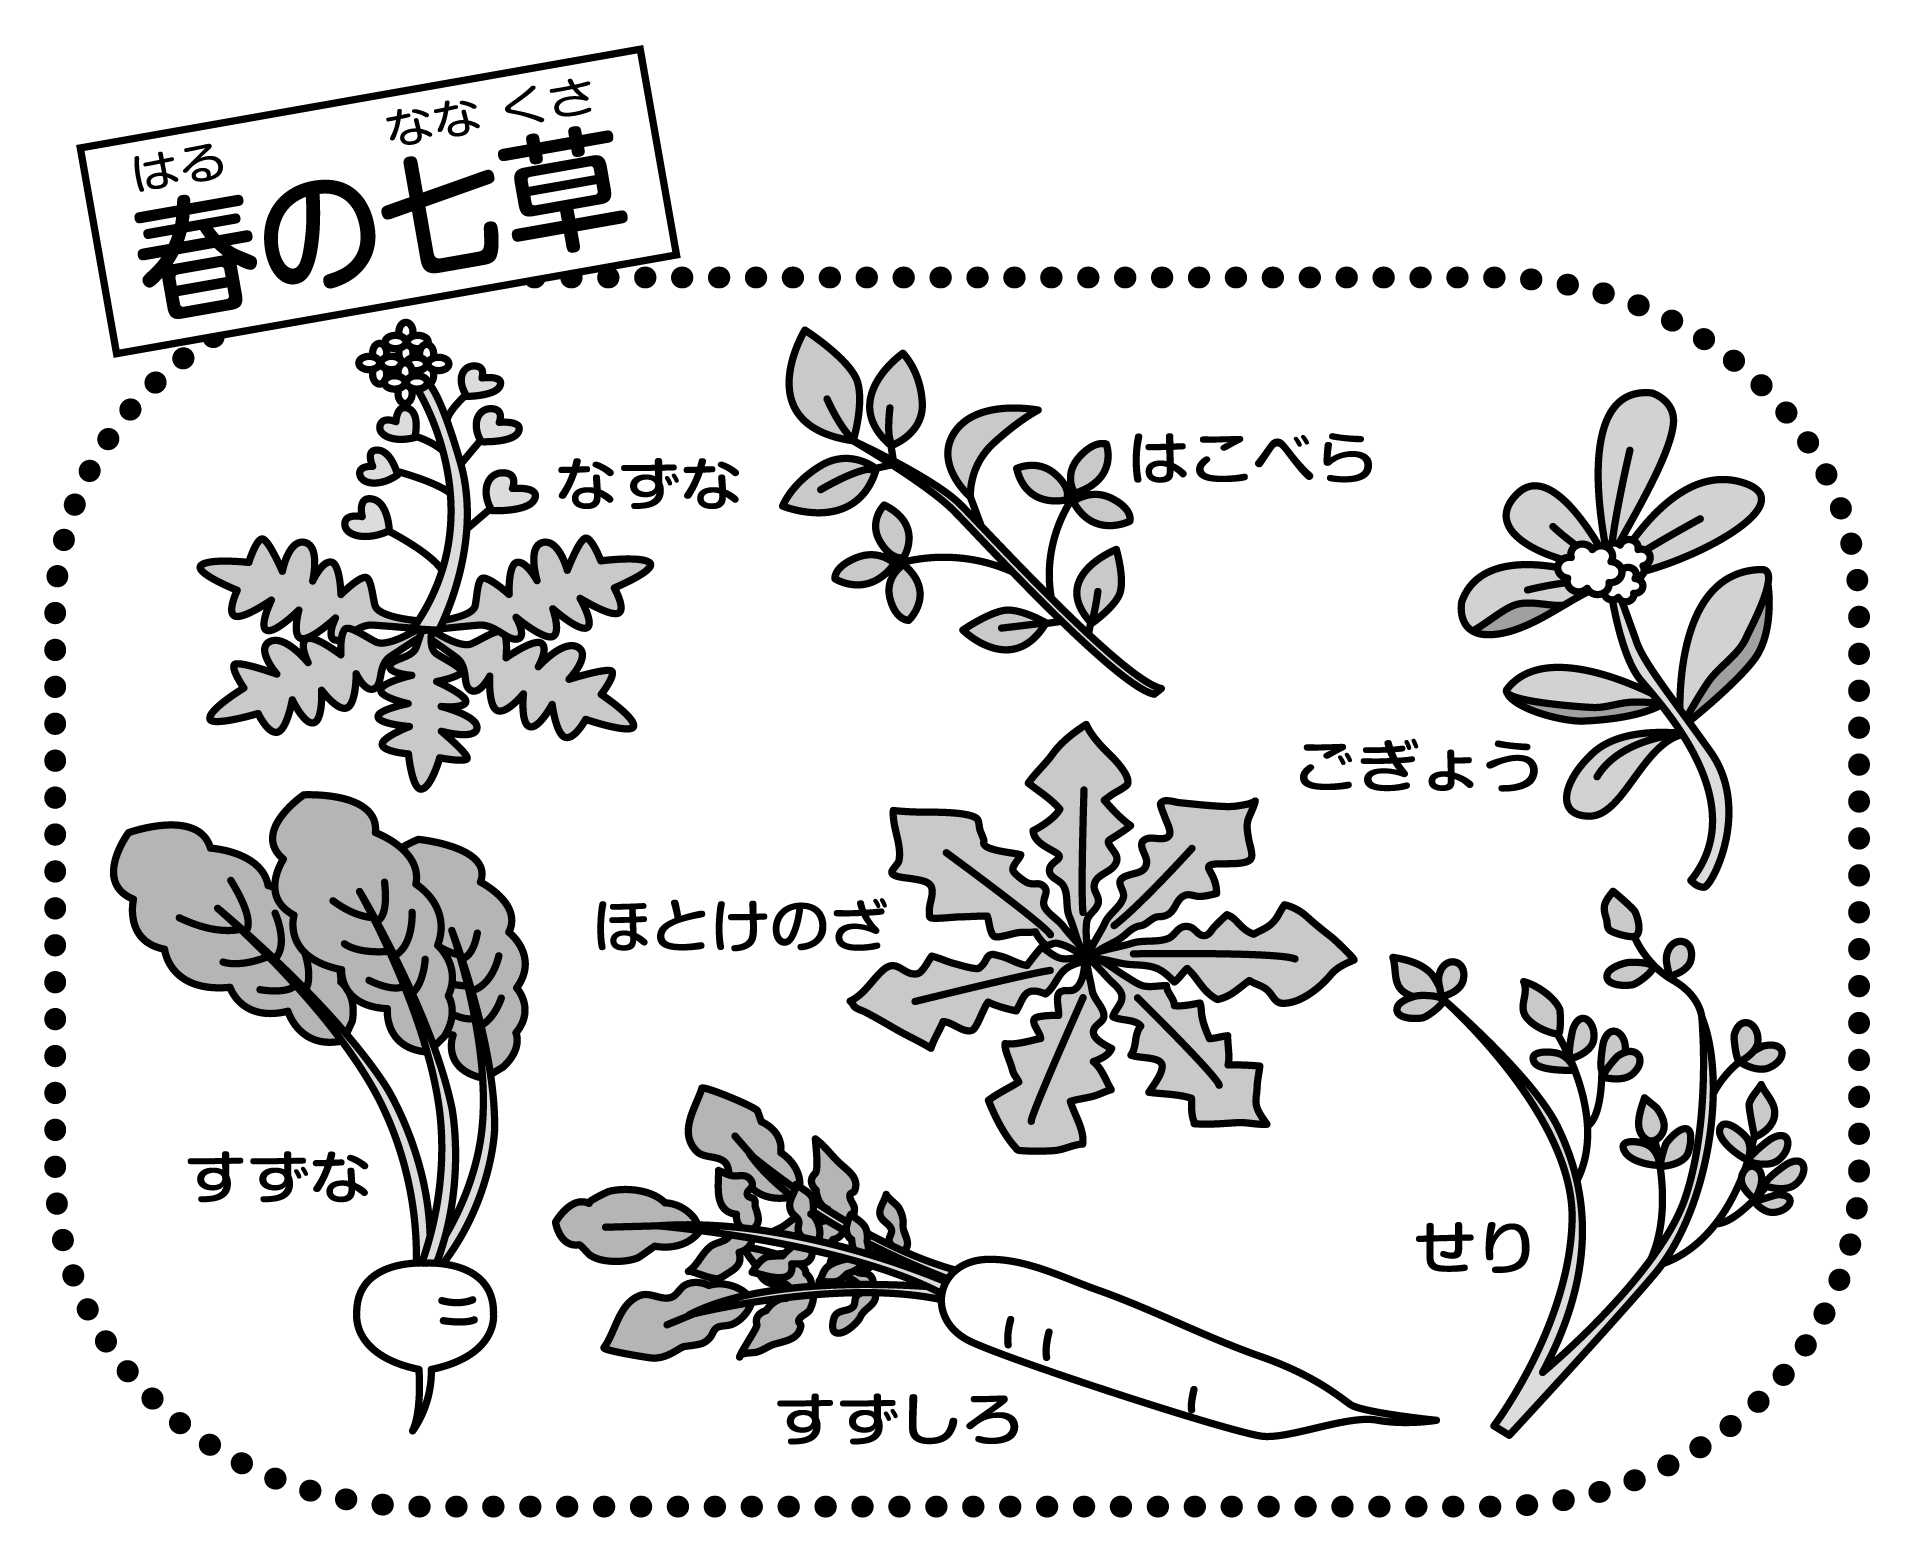 はる
ななくさ
春の七草
なずな
はこべら
ごぎょう
ほとけのざ
すずな
せり
すずしろ